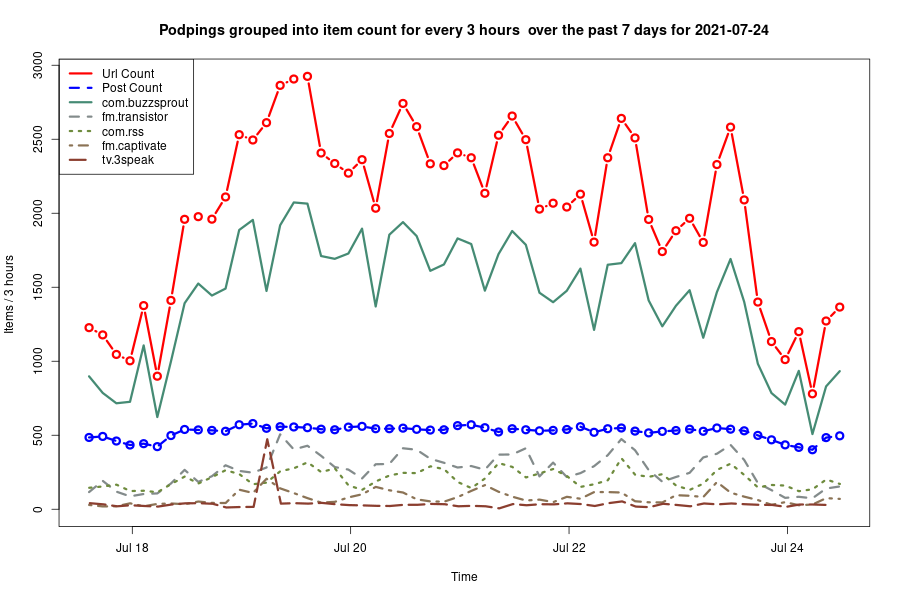 Podpings grouped into item count for every 3 hours  over the past 7 days for 2021-07-24
Url Count
Post Count
com.buzzsprout
fm.transistor
com.rss
fm.captivate
tv.3speak
3000
2500
2000
1500
1000
500
0
Items / 3 hours
Jul 18
Jul 20
Jul 22
Jul 24
Time